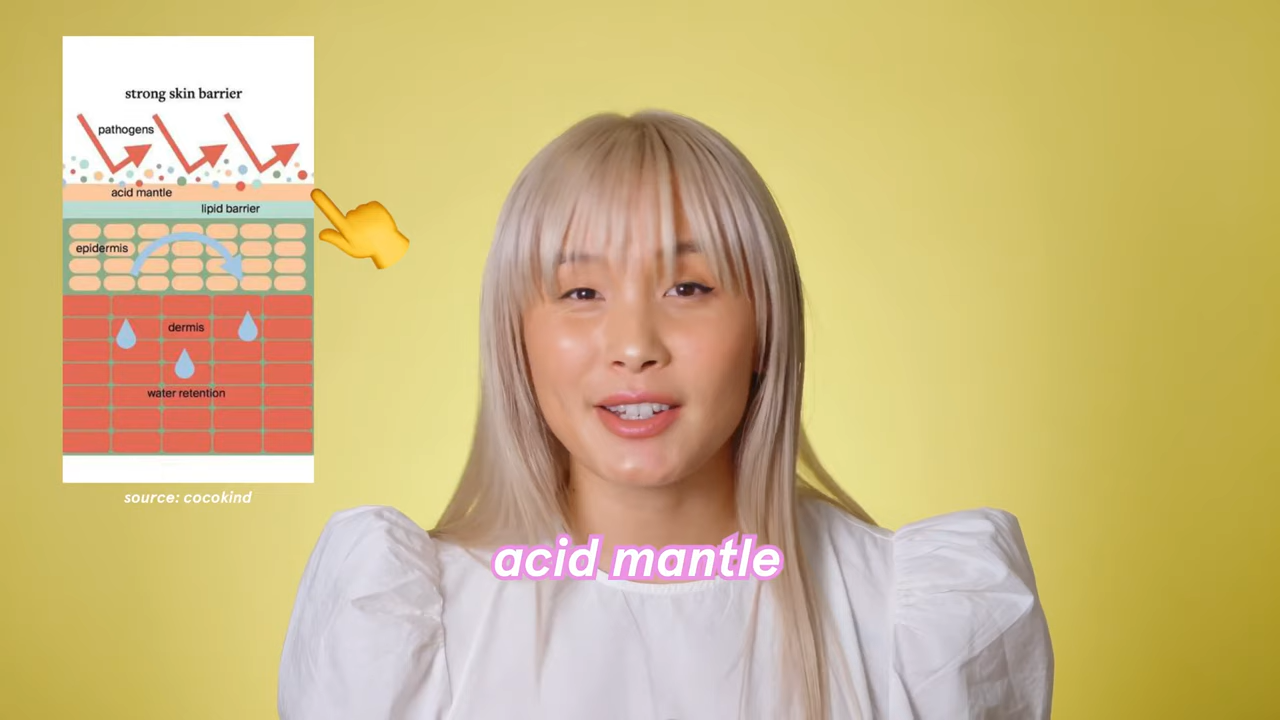 strong skin barrier
pathogens
acid mantle
lipid barrier
epidermis
dermis
water retention
source: cocokind
acid mantle